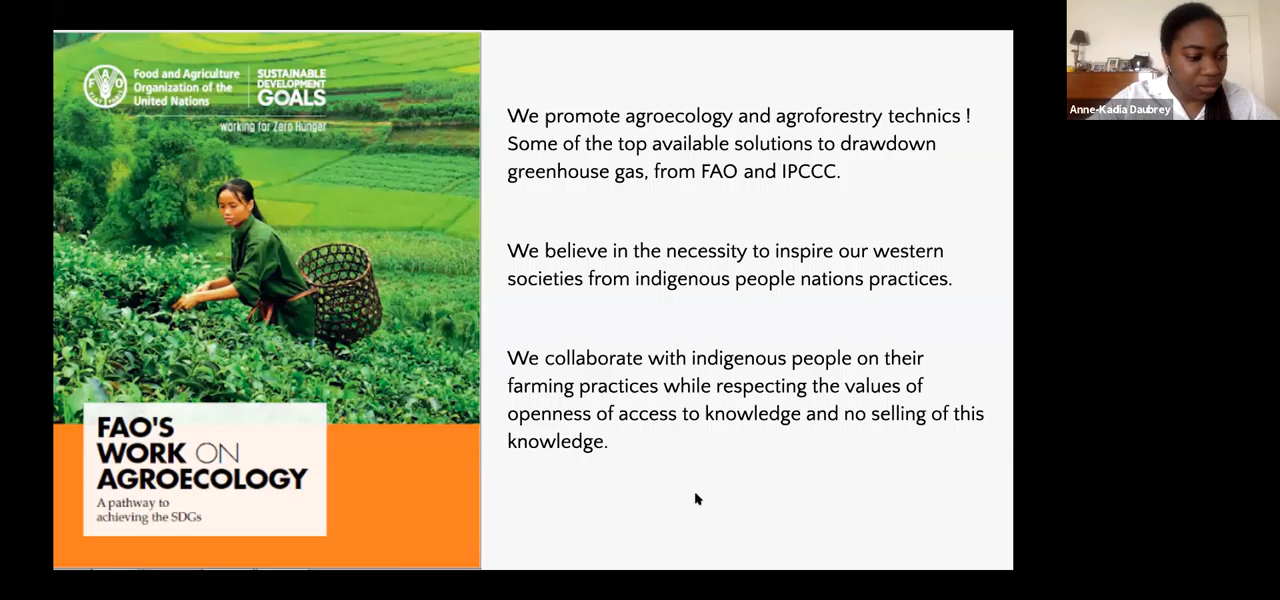 Food and Agriculture
Organization of the
United Nations
SUSTAINABLE
DEVELOPMENT
GOALS
working for Zero Hunger
FAO'S
WORK ON
AGROECOLOGY
A pathway to
achieving the SDGs
We promote agroecology and agroforestry technics !
Some of the top available solutions to drawdown
greenhouse gas, from FAO and IPCCC.
We believe in the necessity to inspire our western
societies from indigenous people nations practices.
We collaborate with indigenous people on their
farming practices while respecting the values of
openness of access to knowledge and no selling of this
knowledge.
Anne-Kadia Daubrey